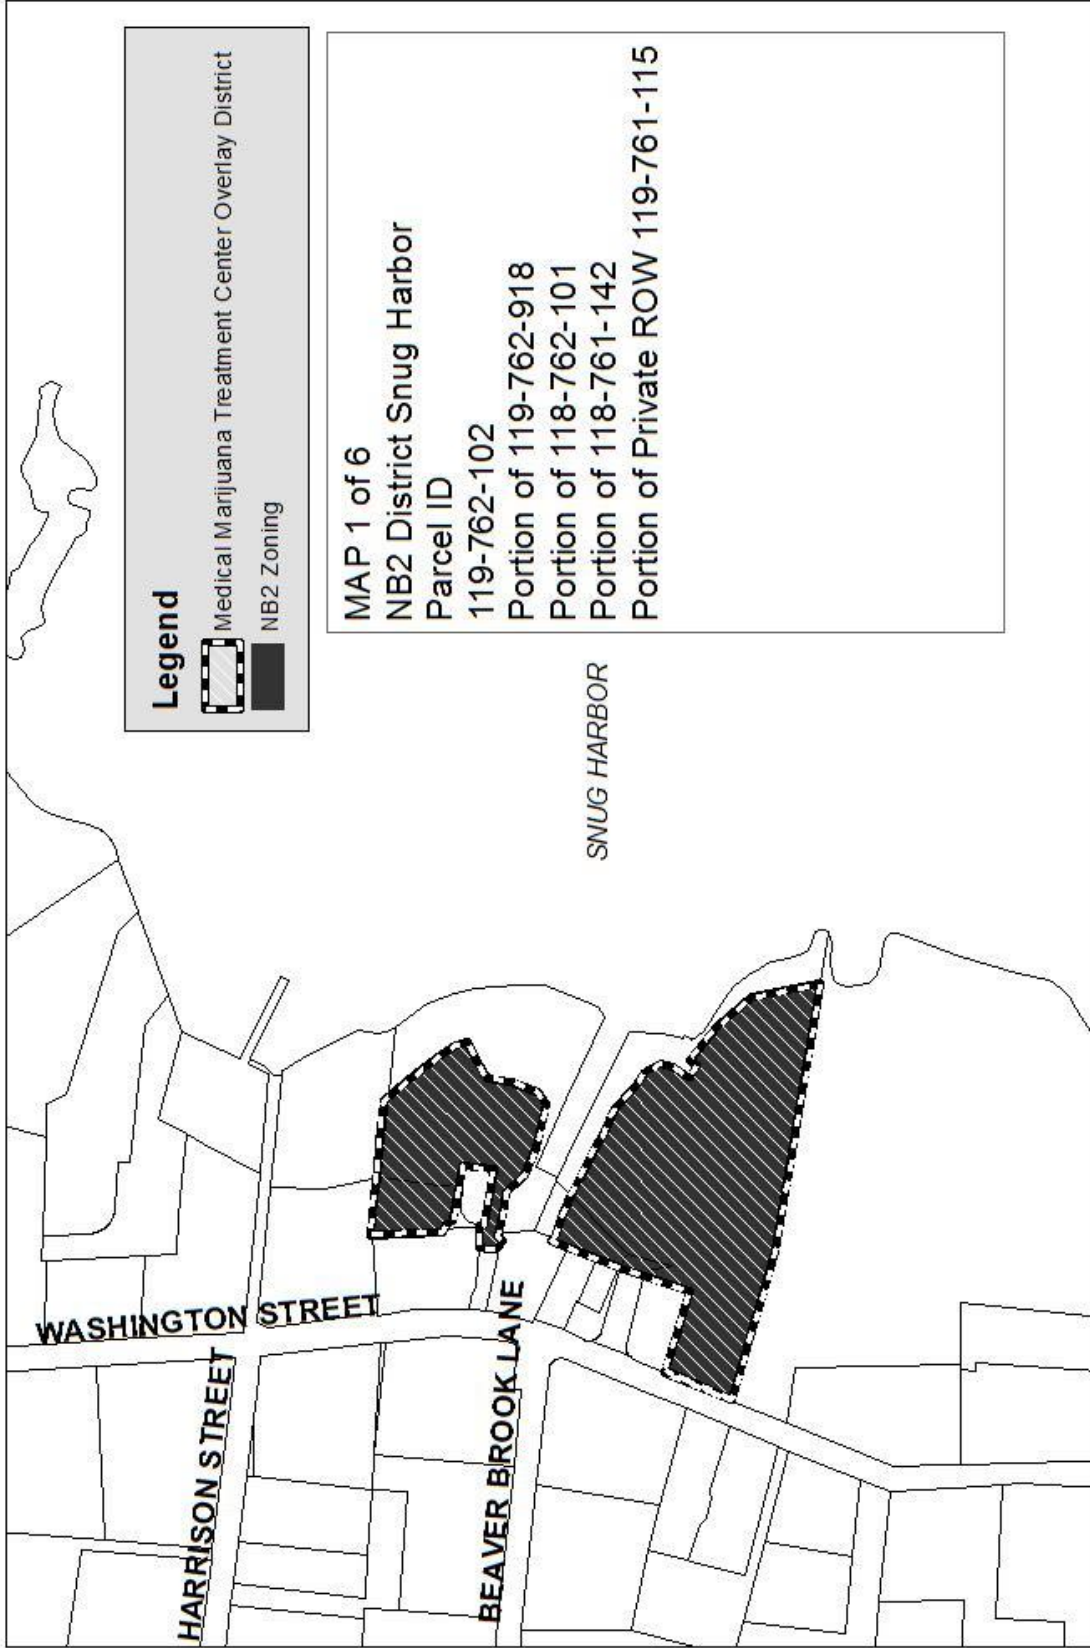 Legend
Medical Marijuana Treatment Center Overlay District
NB2 Zoning
MAP 1 of 6
NB2 District Snug Harbor
Parcel ID
119-762-102
Portion of 119-762-918
Portion of 118-762-101
Portion of 118-761-142
Portion of Private ROW 119-761-115
SNUG HARBOR
WASHINGTON STREET
HARRISON STREET
BEAVER BROOK LANE